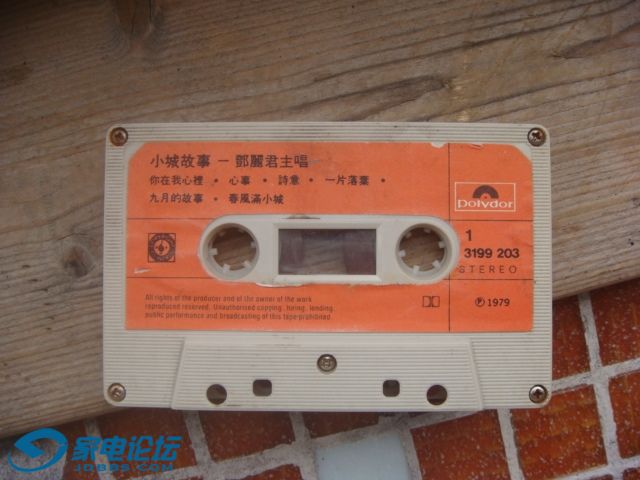 小城故事 — 鄧麗君主唱
你在我心裡 • 心事 • 詩意 • 一片落葉 •
九月的故事 • 春風滿小城
Polydor
1
3199 203
STEREO
All rights of the producer and of the owner of the work
reproduced reserved. Unauthorised copying, hiring, lending,
public performance and broadcasting of this tape prohibited.
℗ 1979
家电论坛
JDBBS.COM